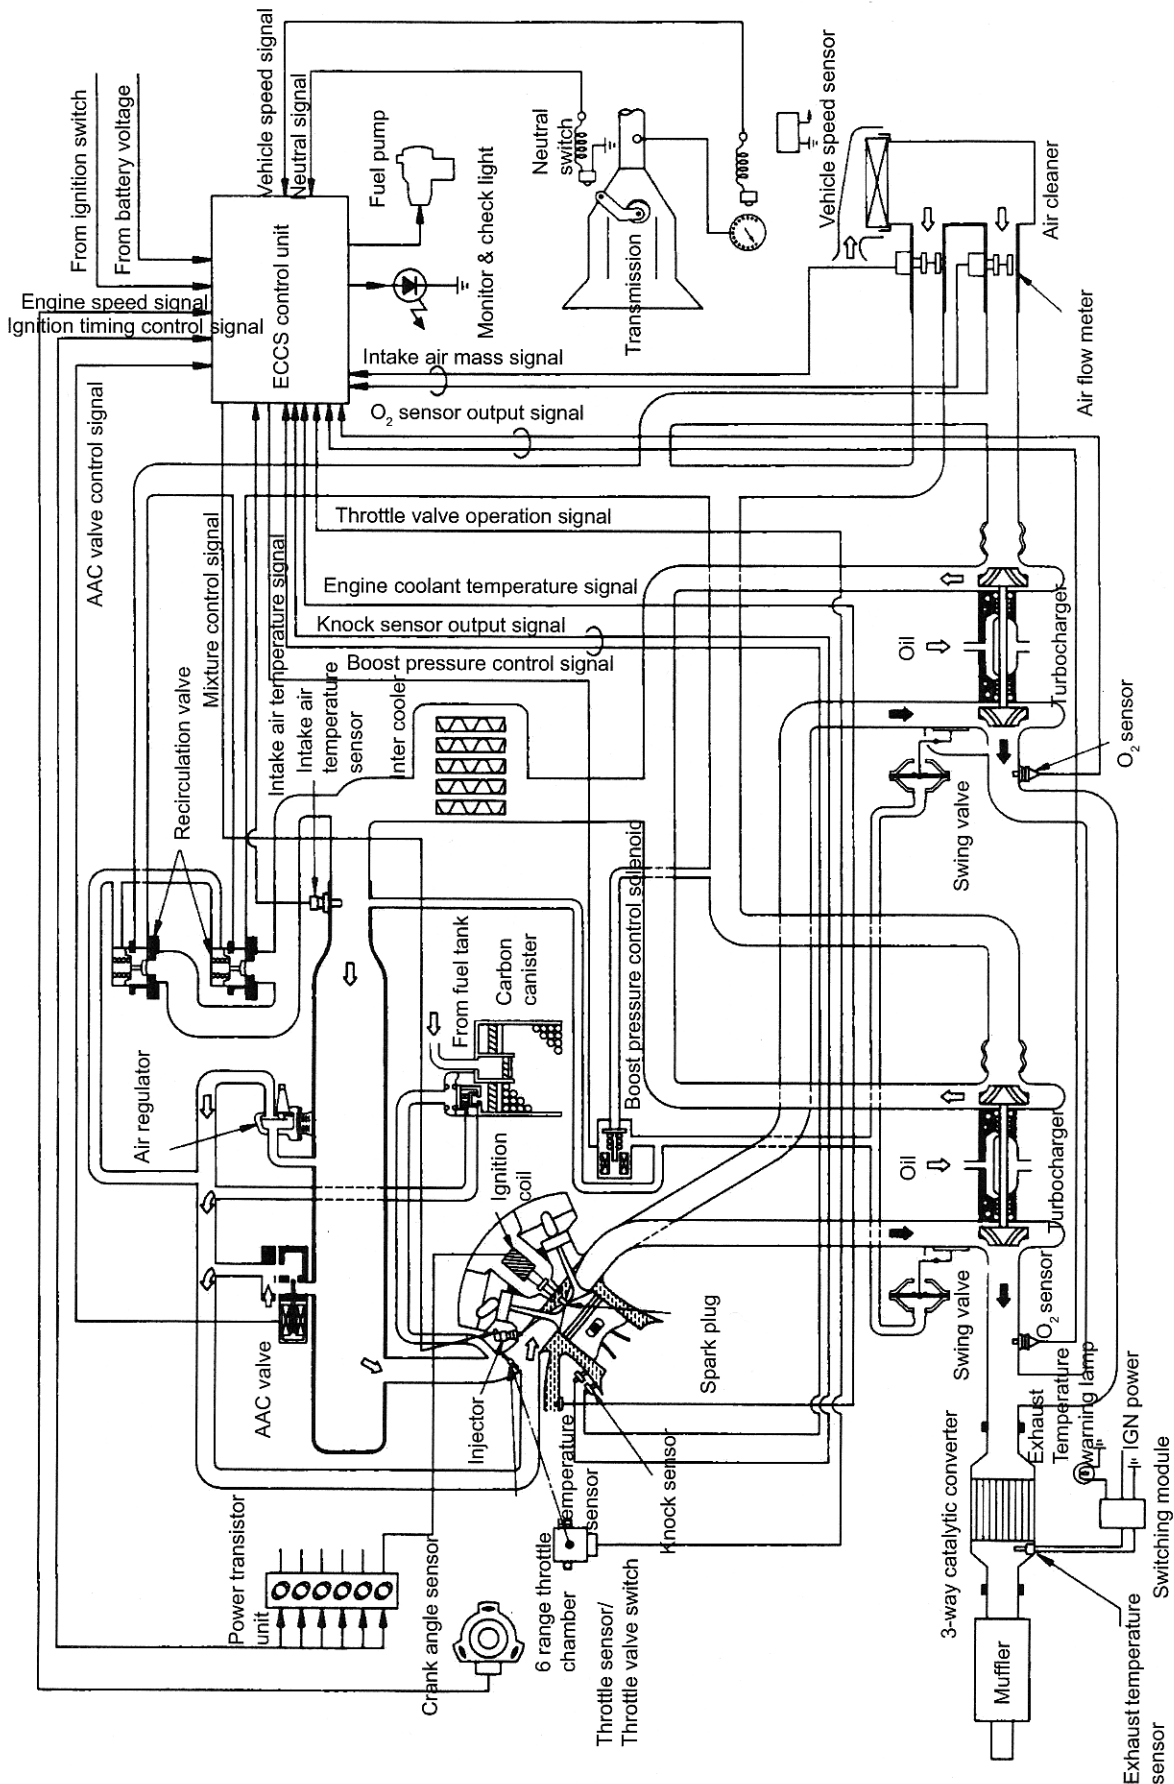 From ignition switch
From battery voltage
Engine speed signal
Ignition timing control signal
AAC valve control signal
Vehicle speed signal
Neutral signal
ECCS control unit
Fuel pump
Monitor & check light
Neutral
switch
Transmission
Vehicle speed sensor
Air cleaner
Air flow meter
Intake air mass signal
O2 sensor output signal
Throttle valve operation signal
Engine coolant temperature signal
Knock sensor output signal
Boost pressure control signal
Mixture control signal
Intake air temperature signal
Intake air
temperature
sensor
Inter cooler
Recirculation valve
Oil
Turbocharger
O2 sensor
Swing valve
Boost pressure control solenoid
From fuel tank
Carbon
canister
Air regulator
Ignition
coil
AAC valve
Injector
Spark plug
Oil
Turbocharger
Swing valve
O2 sensor
Temperature
sensor
Knock sensor
Power transistor
unit
Crank angle sensor
6 range throttle
chamber
Throttle sensor/
Throttle valve switch
3-way catalytic converter
Muffler
Exhaust
Temperature
warning lamp
IGN power
Switching module
Exhaust temperature
sensor